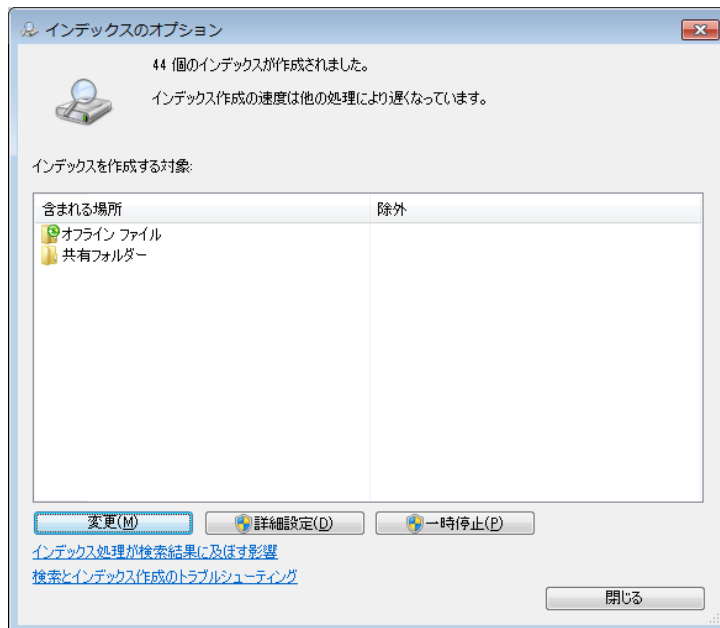 インデックスのオプション
44 個のインデックスが作成されました。
インデックス作成の速度は他の処理により遅くなっています。
インデックスを作成する対象:
含まれる場所 除外
オフライン ファイル
共有フォルダー
変更(M) 詳細設定(D) 一時停止(P)
インデックス処理が検索結果に及ぼす影響
検索とインデックス作成のトラブルシューティング
閉じる